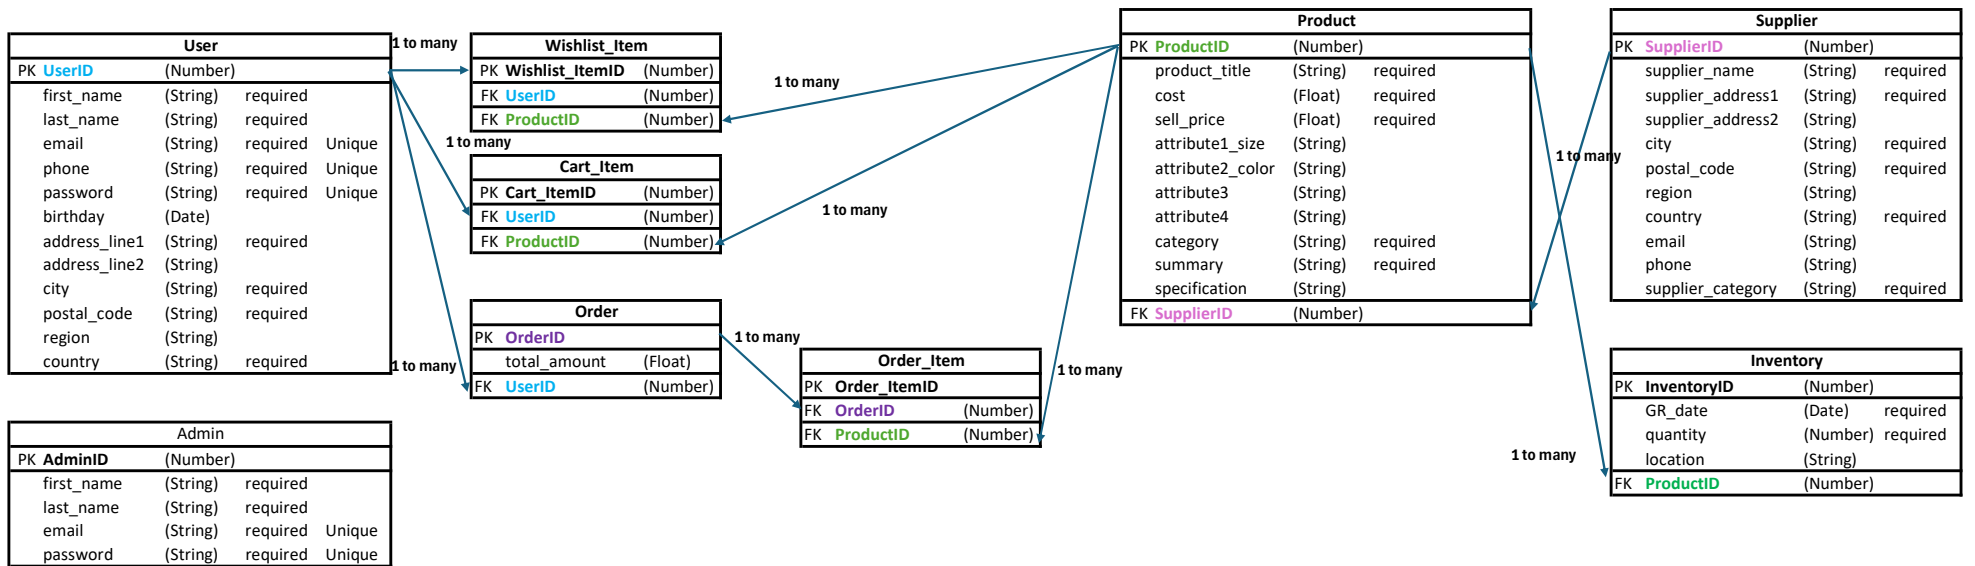 User
PK UserID (Number)
first_name (String) required
last_name (String) required
email (String) required Unique
phone (String) required Unique
password (String) required Unique
birthday (Date)
address_line1 (String) required
address_line2 (String)
city (String) required
postal_code (String) required
region (String)
country (String) required
Admin
PK AdminID (Number)
first_name (String) required
last_name (String) required
email (String) required Unique
password (String) required Unique
1 to many
1 to many
1 to many
Wishlist_Item
PK Wishlist_ItemID (Number)
FK UserID (Number)
FK ProductID (Number)
Cart_Item
PK Cart_ItemID (Number)
FK UserID (Number)
FK ProductID (Number)
Order
PK OrderID
total_amount (Float)
FK UserID (Number)
1 to many
1 to many
1 to many
1 to many
Order_Item
PK Order_ItemID
FK OrderID (Number)
FK ProductID (Number)
Product
PK ProductID (Number)
product_title (String) required
cost (Float) required
sell_price (Float) required
attribute1_size (String)
attribute2_color (String)
attribute3 (String)
attribute4 (String)
category (String) required
summary (String) required
specification (String)
FK SupplierID (Number)
1 to many
1 to many
Supplier
PK SupplierID (Number)
supplier_name (String) required
supplier_address1 (String) required
supplier_address2 (String)
city (String) required
postal_code (String) required
region (String)
country (String) required
email (String)
phone (String)
supplier_category (String) required
Inventory
PK InventoryID (Number)
GR_date (Date) required
quantity (Number) required
location (String)
FK ProductID (Number)